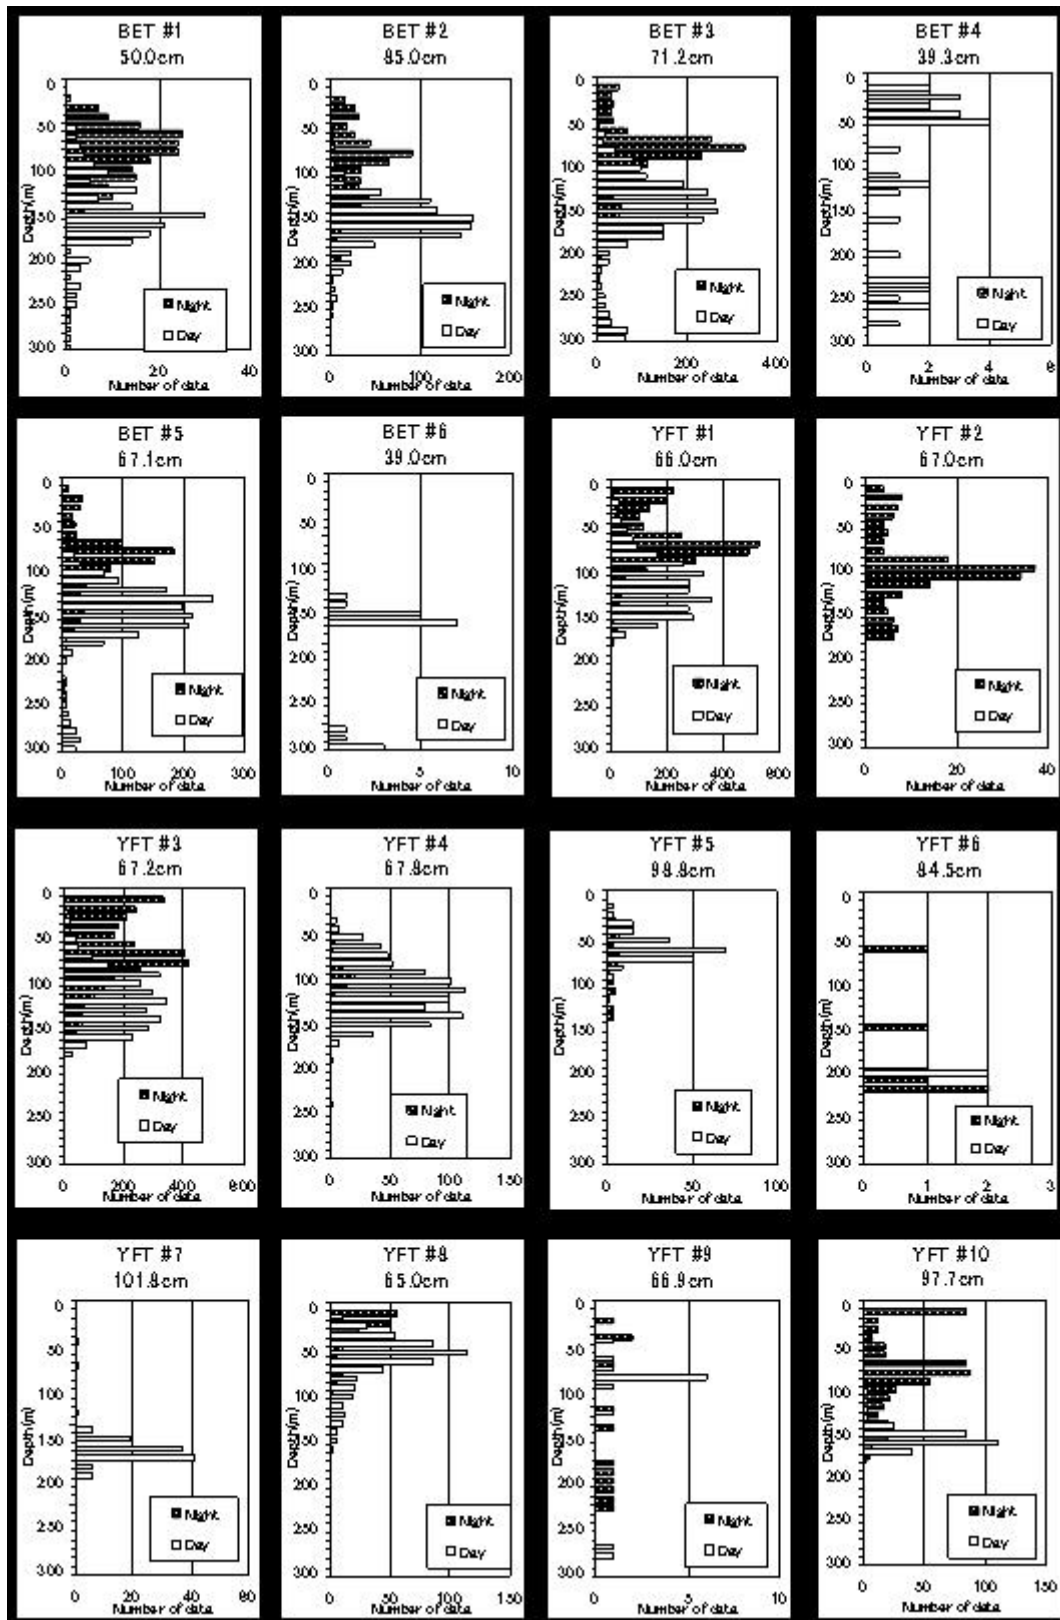 BET #1
50.0cm
0
50
100
150
200
250
300
Depth(m)
Night
Day
0 20 40
Number of data
BET #2
85.0cm
0
50
100
150
200
250
300
Depth(m)
Night
Day
0 100 200
Number of data
BET #3
71.2cm
0
50
100
150
200
250
300
Depth(m)
Night
Day
0 200 400
Number of data
BET #4
39.3cm
0
50
100
150
200
250
300
Depth(m)
Night
Day
0 2 4 6
Number of data
BET #5
67.1cm
0
50
100
150
200
250
300
Depth(m)
Night
Day
0 100 200 300
Number of data
BET #6
39.0cm
0
50
100
150
200
250
300
Depth(m)
Night
Day
0 5 10
Number of data
YFT #1
66.0cm
0
50
100
150
200
250
300
Depth(m)
Night
Day
0 200 400 600
Number of data
YFT #2
67.0cm
0
50
100
150
200
250
300
Depth(m)
Night
Day
0 20 40
Number of data
YFT #3
67.2cm
0
50
100
150
200
250
300
Depth(m)
Night
Day
0 200 400 600
Number of data
YFT #4
67.8cm
0
50
100
150
200
250
300
Depth(m)
Night
Day
0 50 100 150
Number of data
YFT #5
98.8cm
0
50
100
150
200
250
300
Depth(m)
Night
Day
0 50 100
Number of data
YFT #6
84.5cm
0
50
100
150
200
250
300
Depth(m)
Night
Day
0 1 2 3
Number of data
YFT #7
101.8cm
0
50
100
150
200
250
300
Depth(m)
Night
Day
0 20 40 60
Number of data
YFT #8
65.0cm
0
50
100
150
200
250
300
Depth(m)
Night
Day
0 50 100 150
Number of data
YFT #9
66.9cm
0
50
100
150
200
250
300
Depth(m)
Night
Day
0 5 10
Number of data
YFT #10
97.7cm
0
50
100
150
200
250
300
Depth(m)
Night
Day
0 50 100 150
Number of data